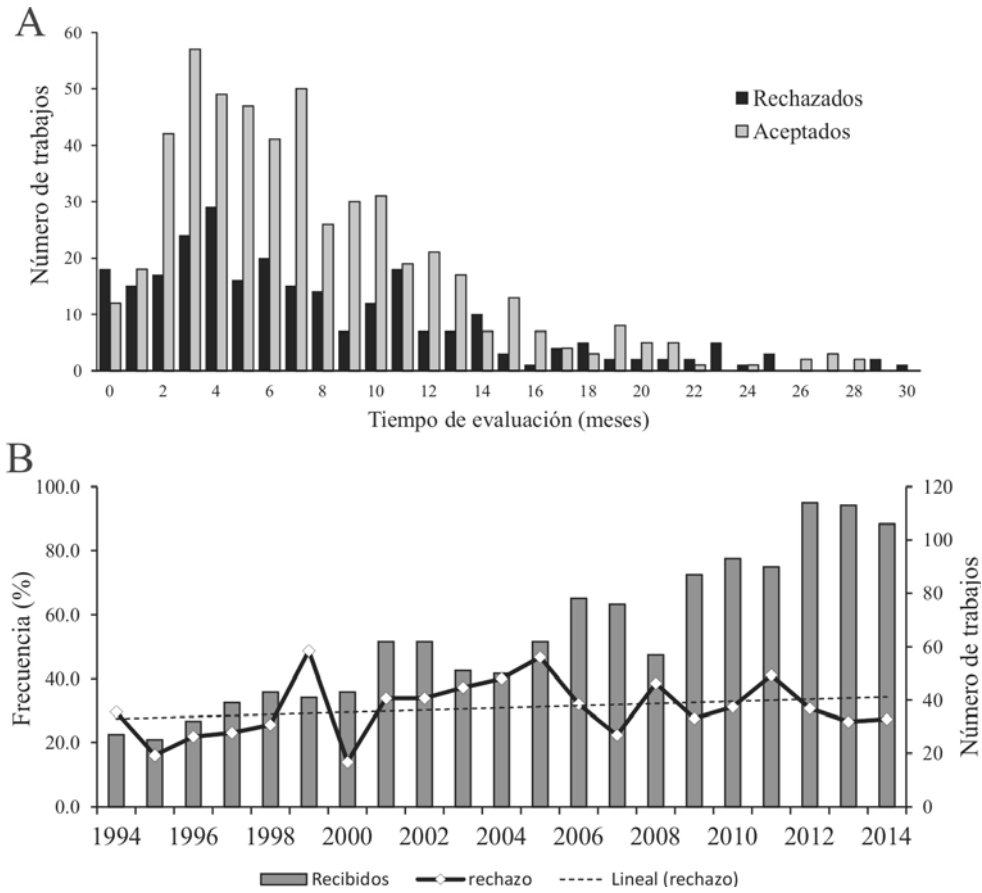 A
60
50
40
30
20
10
0
Número de trabajos
Rechazados
Aceptados
0 2 4 6 8 10 12 14 16 18 20 22 24 26 28 30
Tiempo de evaluación (meses)
B
100.0
80.0
60.0
40.0
20.0
0.0
Frecuencia (%)
120
100
80
60
40
20
0
Número de trabajos
1994 1996 1998 2000 2002 2004 2006 2008 2010 2012 2014
Recibidos rechazo Lineal (rechazo)